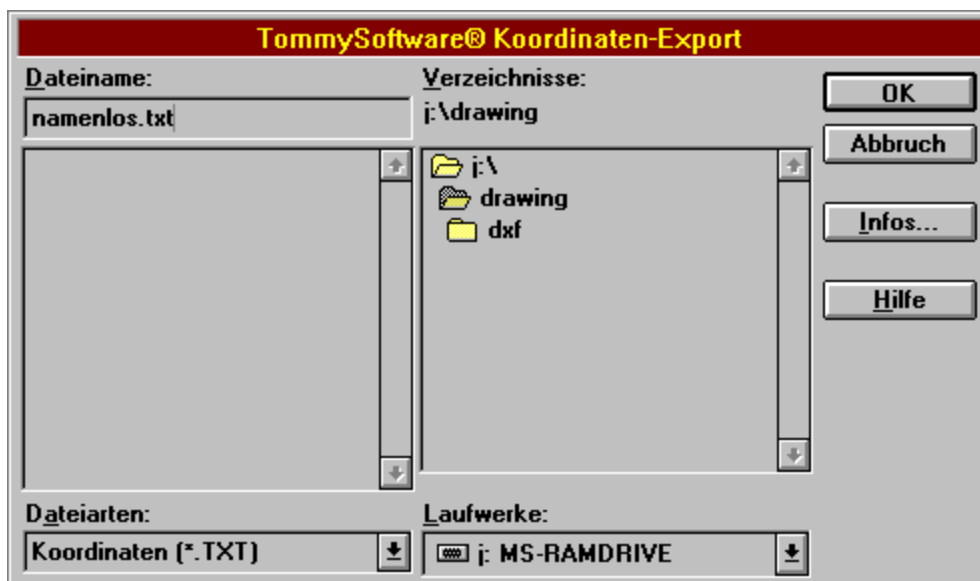 TommySoftware® Koordinaten-Export
Dateiname:
namenlos.txt
Verzeichnisse:
j:\drawing
j:\
drawing
dxf
OK
Abbruch
Infos...
Hilfe
Dateiarten:
Koordinaten (*.TXT)
Laufwerke:
j: MS-RAMDRIVE